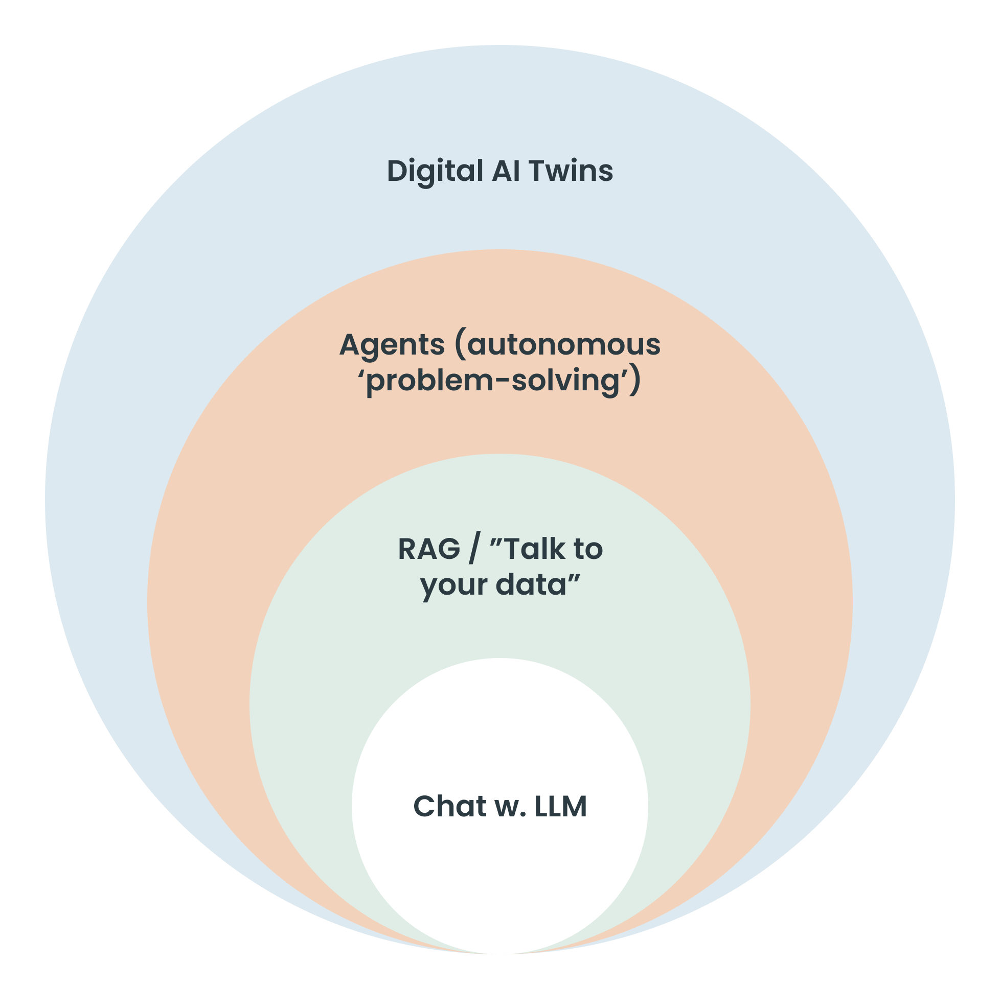 Digital AI Twins
Agents (autonomous
‘problem-solving’)
RAG / ”Talk to
your data”
Chat w. LLM